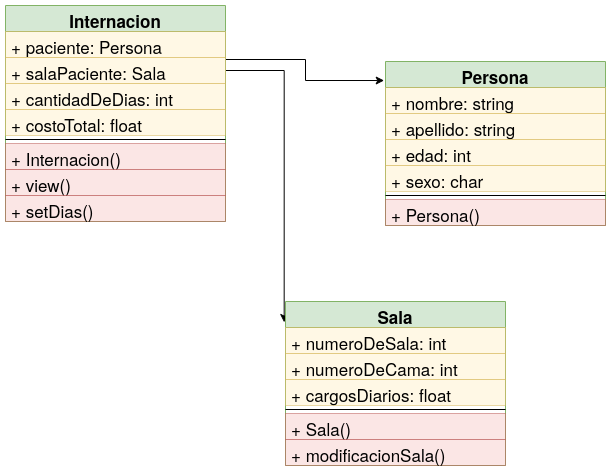 Internacion
+ paciente: Persona
+ salaPaciente: Sala
+ cantidadDeDias: int
+ costoTotal: float
+ Internacion()
+ view()
+ setDias()
Persona
+ nombre: string
+ apellido: string
+ edad: int
+ sexo: char
+ Persona()
Sala
+ numeroDeSala: int
+ numeroDeCama: int
+ cargosDiarios: float
+ Sala()
+ modificacionSala()